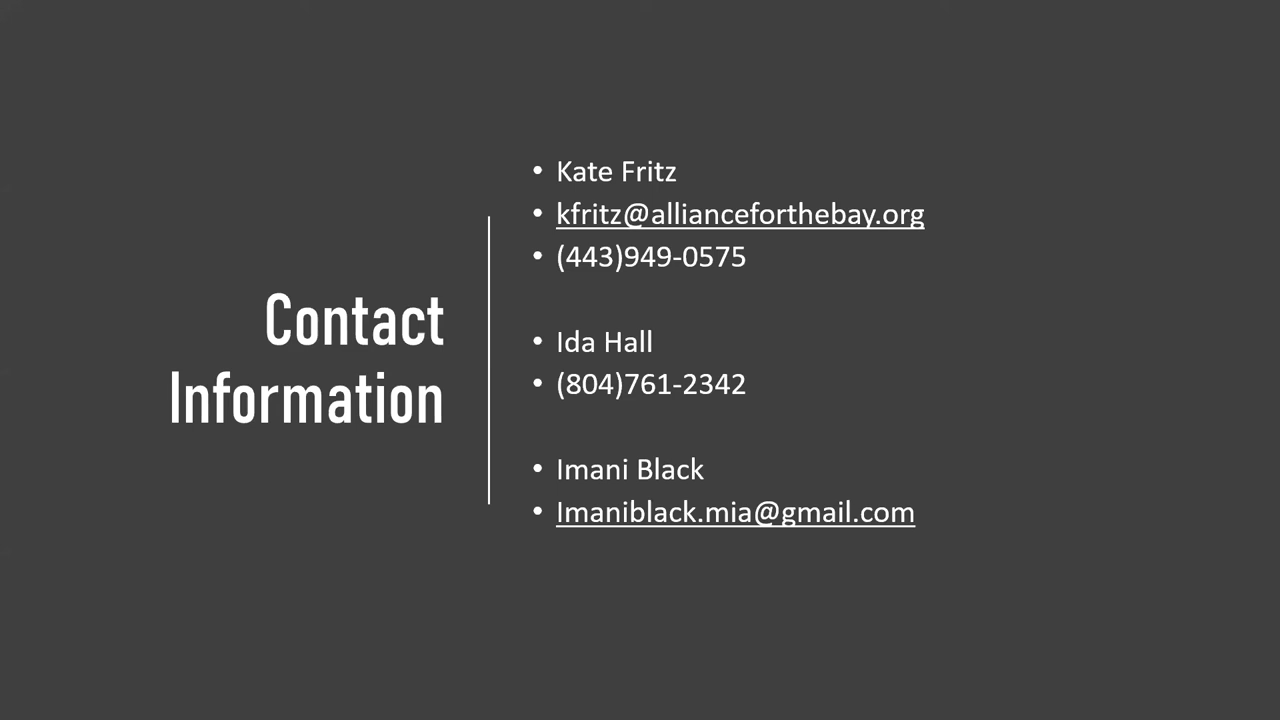 Contact
Information
• Kate Fritz
• kfritz@allianceforthebay.org
• (443)949-0575
• Ida Hall
• (804)761-2342
• Imani Black
• Imaniblack.mia@gmail.com